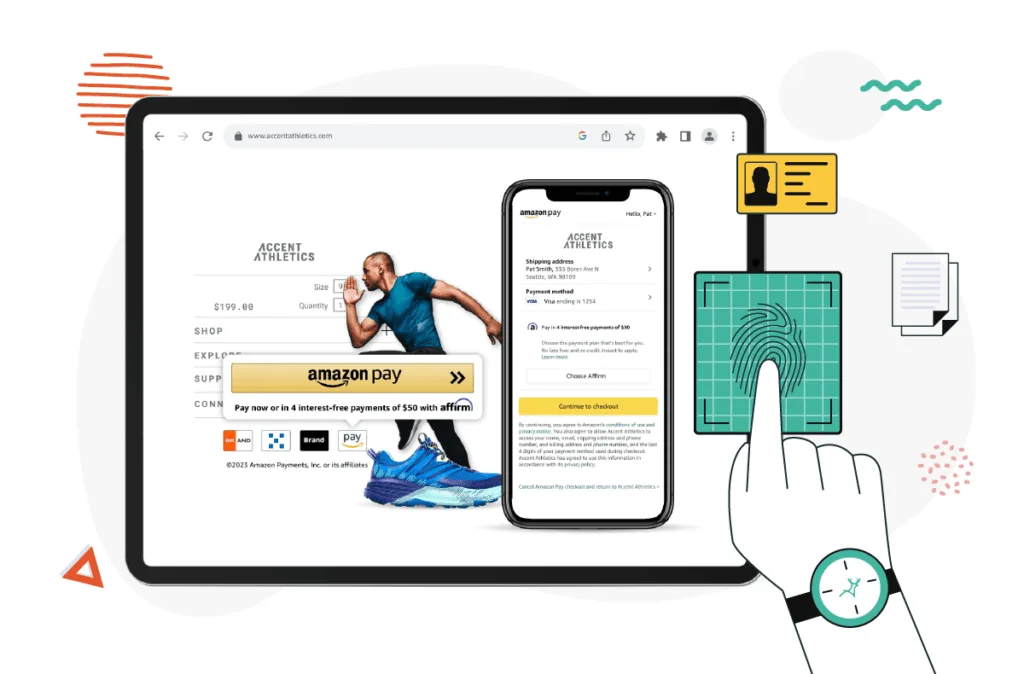 www.accentathletics.com
ACCENT
ATHLETICS
Size 9
$199.00
Quantity 1
SHOP
EXPLORE
SUPP
CONN
amazon pay
Pay now or in 4 interest-free payments of $50 with affirm
AND
Brand
pay
©2023 Amazon Payments, Inc. or its affiliates
amazon pay
Hello, Pat
ACCENT
ATHLETICS
Shipping address
Pat Smith, 333 Boren Ave N
Seattle, WA 98109
Payment method
VISA Visa ending in 1234
a Pay in 4 interest-free payments of $50
Choose the payment plan that's best for you.
No late fees and no credit impact to apply.
Learn more
Choose Affirm
Continue to checkout
By continuing, you agree to Amazon's conditions of use and
privacy notice. You also agree to allow Accent Athletics to
access your name, email, shipping address and phone
number, and billing address and phone number, and the last
4 digits of your payment method used during checkout.
Accent Athletics has agreed to use this information in
accordance with its privacy policy.
Cancel Amazon Pay checkout and return to Accent Athletics